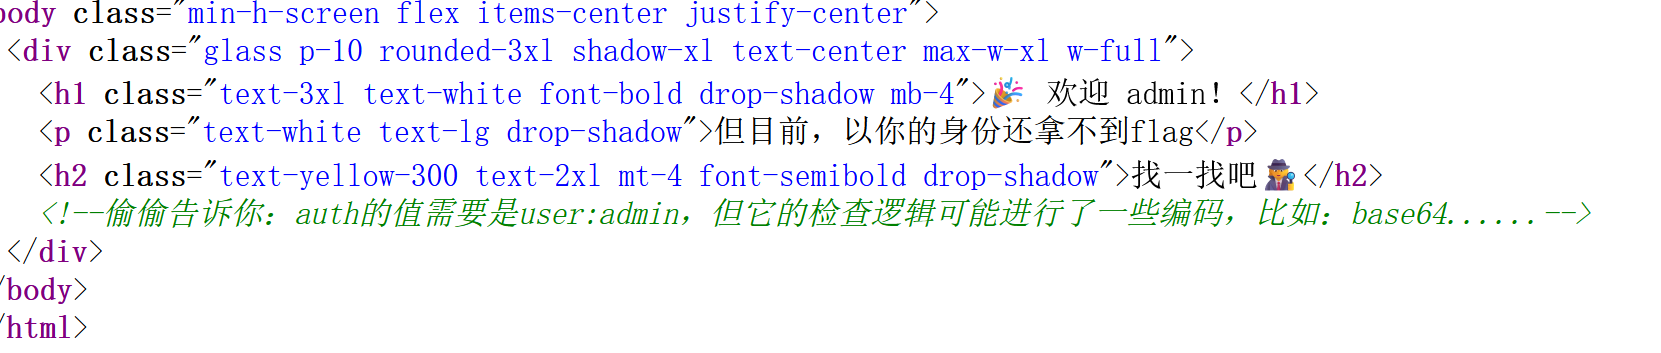 body class="min-h-screen flex items-center justify-center">
<div class="glass p-10 rounded-3xl shadow-xl text-center max-w-xl w-full">
<h1 class="text-3xl text-white font-bold drop-shadow mb-4">🎉 欢迎 admin! </h1>
<p class="text-white text-lg drop-shadow">但目前，以你的身份还拿不到flag</p>
<h2 class="text-yellow-300 text-2xl mt-4 font-semibold drop-shadow">找一找吧🕵️</h2>
<!--偷偷告诉你：auth的值需要是user:admin，但它的检查逻辑可能进行了一些编码，比如：base64......-->
</div>
/body>
/html>